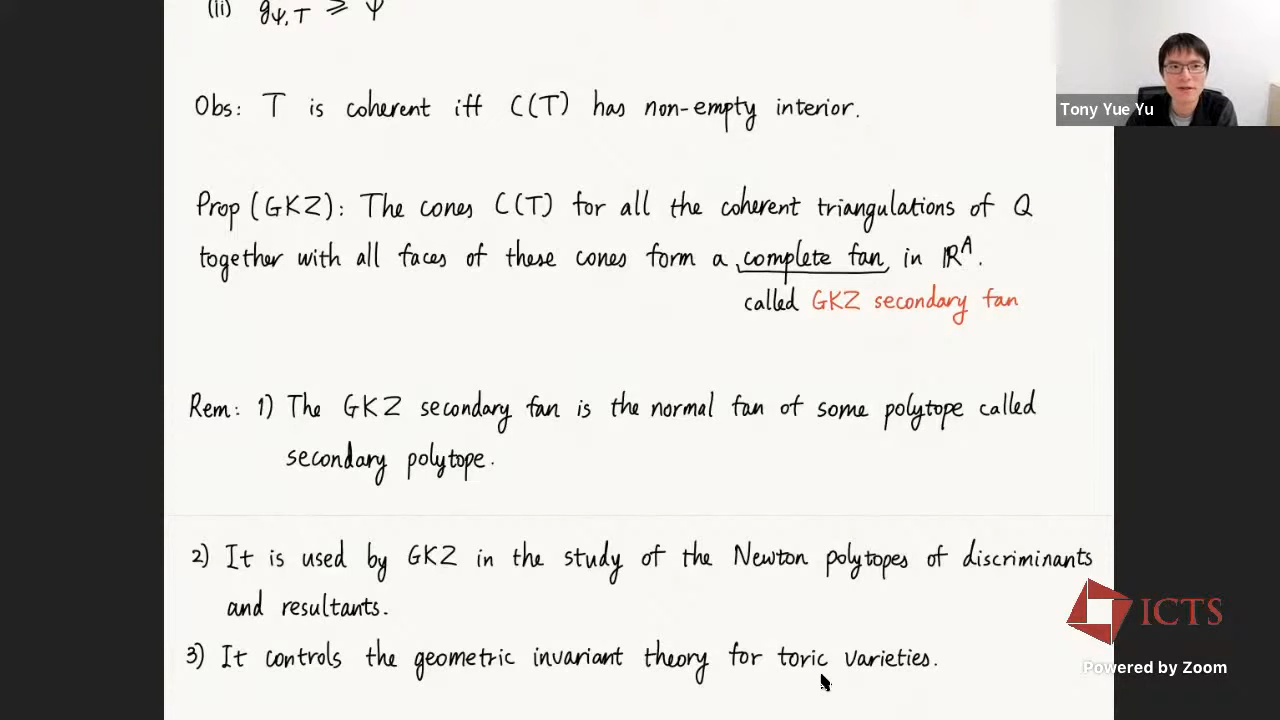 (ii) g_{Ψ,T} ≥ Ψ
Tony Yue Yu
Obs: T is coherent iff C(T) has non-empty interior.
Prop (GKZ): The cones C(T) for all the coherent triangulations of Q
together with all faces of these cones form a complete fan in ℝ^A.
called GKZ secondary fan
Rem: 1) The GKZ secondary fan is the normal fan of some polytope called
secondary polytope.
2) It is used by GKZ in the study of the Newton polytopes of discriminants
and resultants.
3) It controls the geometric invariant theory for toric varieties.
ICTS
Powered by Zoom